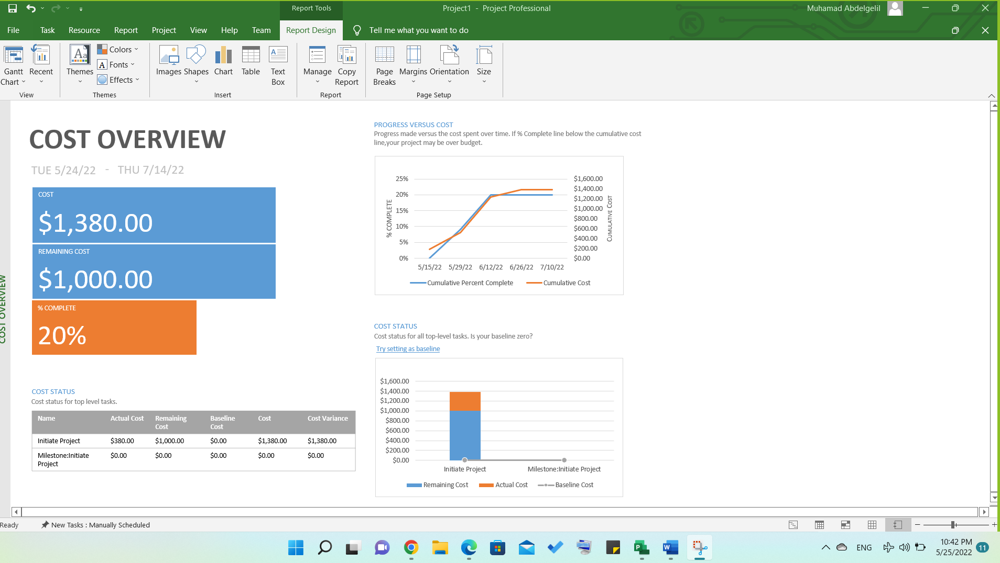 Report Tools
Project1 - Project Professional
Muhamad Abdelgelil
File Task Resource Report Project View Help Team Report Design Tell me what you want to do
Gantt Chart
Recent
View
Themes
Colors
Fonts
Effects
Themes
Images
Shapes
Chart
Table
Text Box
Insert
Manage
Copy Report
Report
Page Breaks
Margins
Orientation
Size
Page Setup
COST OVERVIEW
COST OVERVIEW
TUE 5/24/22 - THU 7/14/22
COST
$1,380.00
REMAINING COST
$1,000.00
% COMPLETE
20%
COST STATUS
Cost status for top level tasks.
Name Actual Cost Remaining Cost Baseline Cost Cost Cost Variance
Initiate Project $380.00 $1,000.00 $0.00 $1,380.00 $1,380.00
Milestone:Initiate Project $0.00 $0.00 $0.00 $0.00 $0.00
PROGRESS VERSUS COST
Progress made versus the cost spent over time. If % Complete line below the cumulative cost
line,your project may be over budget.
% COMPLETE
25%
20%
15%
10%
5%
0%
$1,600.00
$1,400.00
$1,200.00
$1,000.00
$800.00
$600.00
$400.00
$200.00
$0.00
CUMULATIVE COST
5/15/22 5/29/22 6/12/22 6/26/22 7/10/22
Cumulative Percent Complete Cumulative Cost
COST STATUS
Cost status for all top-level tasks. Is your baseline zero?
Try setting as baseline
$1,600.00
$1,400.00
$1,200.00
$1,000.00
$800.00
$600.00
$400.00
$200.00
$0.00
Initiate Project Milestone:Initiate Project
Remaining Cost Actual Cost Baseline Cost
Ready New Tasks : Manually Scheduled
ENG
10:42 PM
5/25/2022
11